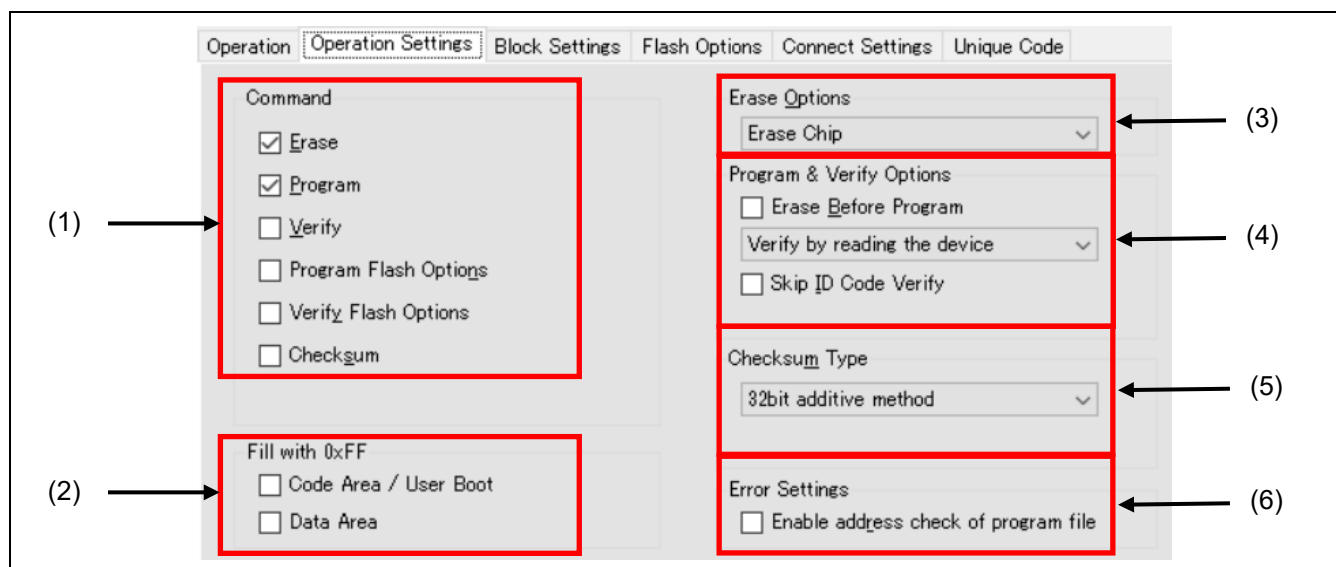 Operation Operation Settings Block Settings Flash Options Connect Settings Unique Code
Command
Erase
Program
Verify
Program Flash Options
Verify Flash Options
Checksum
(1)
Fill with 0xFF
Code Area / User Boot
Data Area
(2)
Erase Options
Erase Chip
(3)
Program & Verify Options
Erase Before Program
Verify by reading the device
Skip ID Code Verify
(4)
Checksum Type
32bit additive method
(5)
Error Settings
Enable address check of program file
(6)